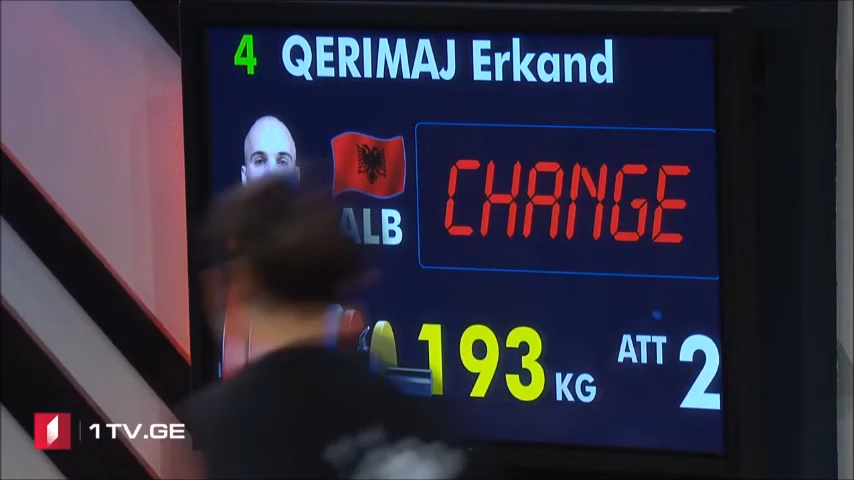 4 QERIMAJ Erkand
ALB
CHANGE
193 KG ATT 2
1TV.GE